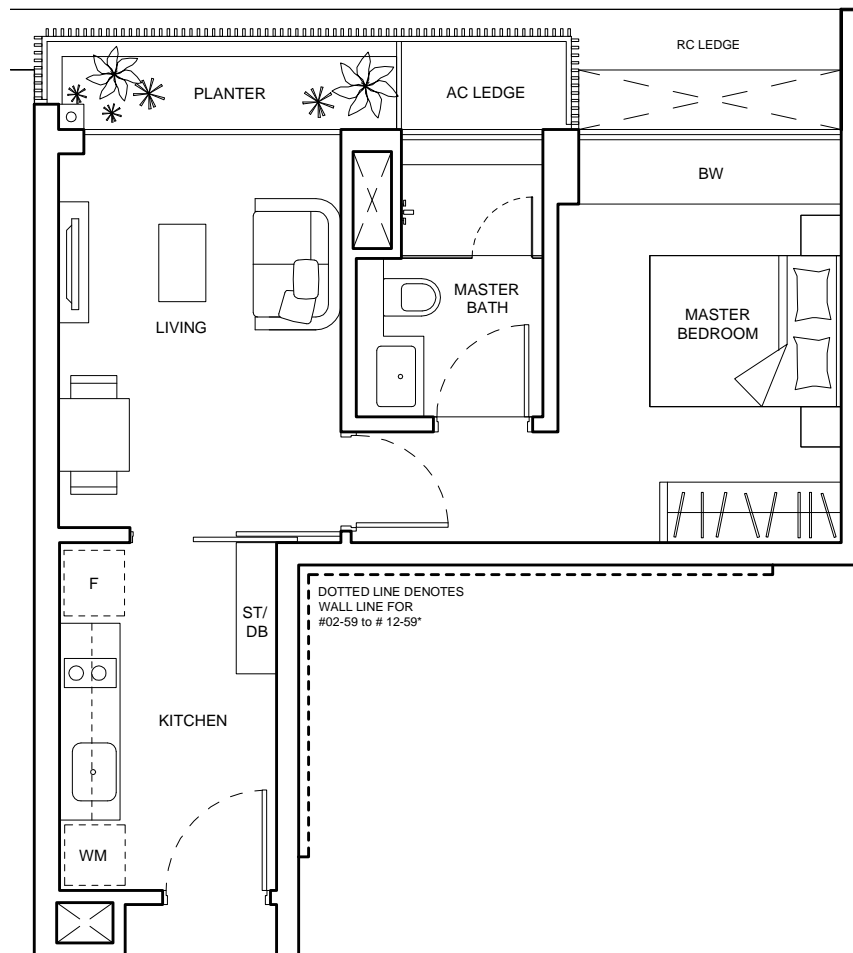 RC LEDGE
PLANTER
AC LEDGE
BW
MASTER
BATH
MASTER
BEDROOM
LIVING
F
ST/
DB
DOTTED LINE DENOTES
WALL LINE FOR
#02-59 to # 12-59*
KITCHEN
WM